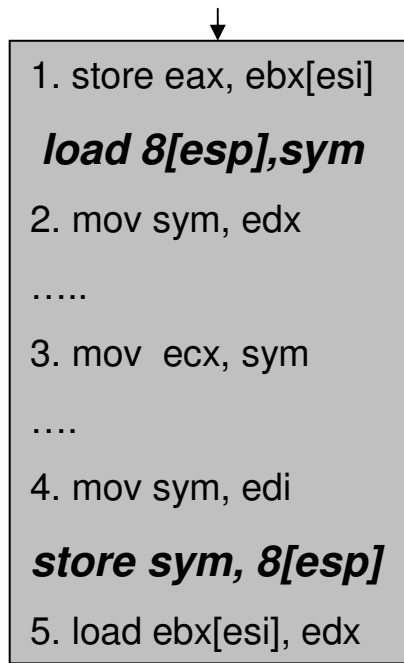 1. store eax, ebx[esi]
load 8[esp],sym
2. mov sym, edx
…..
3. mov  ecx, sym
….
4. mov sym, edi
store sym, 8[esp]
5. load ebx[esi], edx